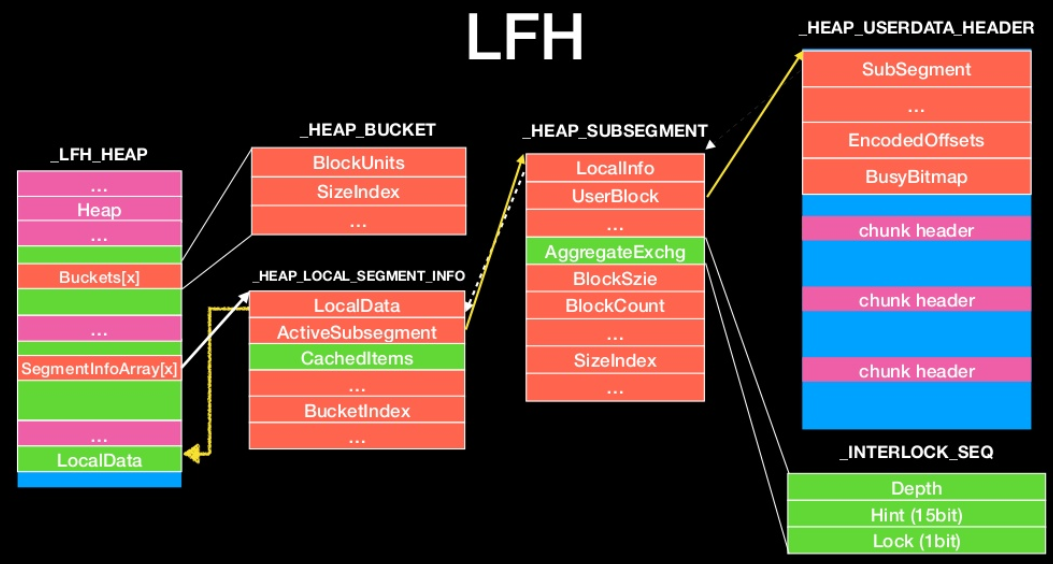 LFH
_LFH_HEAP
...
Heap
...
Buckets[x]
...
SegmentInfoArray[x]
...
LocalData
_HEAP_BUCKET
BlockUnits
SizeIndex
...
_HEAP_LOCAL_SEGMENT_INFO
LocalData
ActiveSubsegment
CachedItems
...
BucketIndex
...
_HEAP_SUBSEGMENT
LocalInfo
UserBlock
...
AggregateExchg
BlockSzie
BlockCount
...
SizeIndex
...
_HEAP_USERDATA_HEADER
SubSegment
...
EncodedOffsets
BusyBitmap
chunk header
chunk header
chunk header
_INTERLOCK_SEQ
Depth
Hint (15bit)
Lock (1bit)